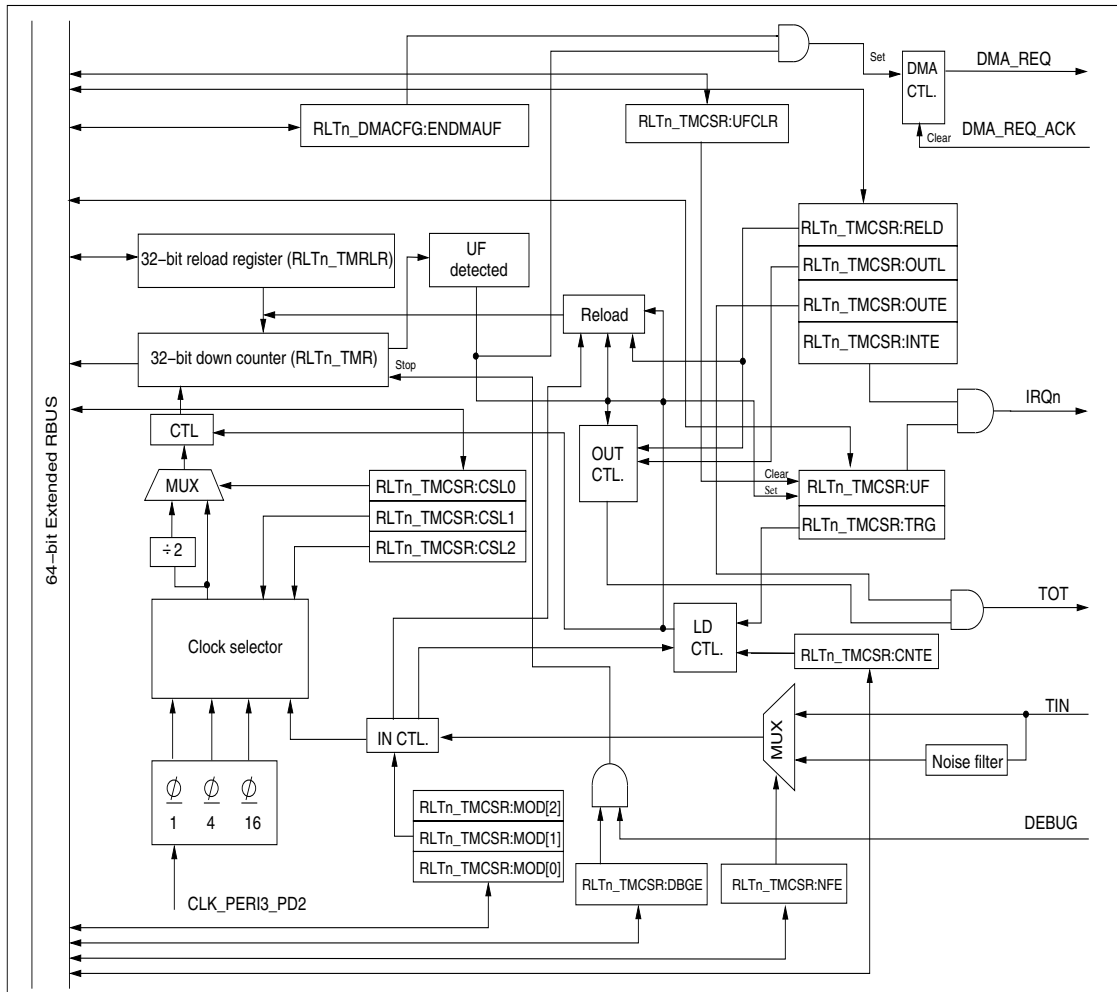 64–bit Extended RBUS
Set
DMA
CTL.
DMA_REQ
Clear
DMA_REQ_ACK
RLTn_DMACFG:ENDMAUF
RLTn_TMCSR:UFCLR
32–bit reload register (RLTn_TMRLR)
UF
detected
RLTn_TMCSR:RELD
RLTn_TMCSR:OUTL
RLTn_TMCSR:OUTE
RLTn_TMCSR:INTE
Reload
32–bit down counter (RLTn_TMR)
Stop
IRQn
CTL
OUT
CTL.
MUX
RLTn_TMCSR:CSL0
RLTn_TMCSR:CSL1
RLTn_TMCSR:CSL2
Clear
Set
RLTn_TMCSR:UF
RLTn_TMCSR:TRG
÷2
TOT
Clock selector
LD
CTL.
RLTn_TMCSR:CNTE
TIN
IN CTL.
MUX
Noise filter
ϕ ϕ ϕ
1 4 16
DEBUG
RLTn_TMCSR:MOD[2]
RLTn_TMCSR:MOD[1]
RLTn_TMCSR:MOD[0]
RLTn_TMCSR:DBGE
RLTn_TMCSR:NFE
CLK_PERI3_PD2